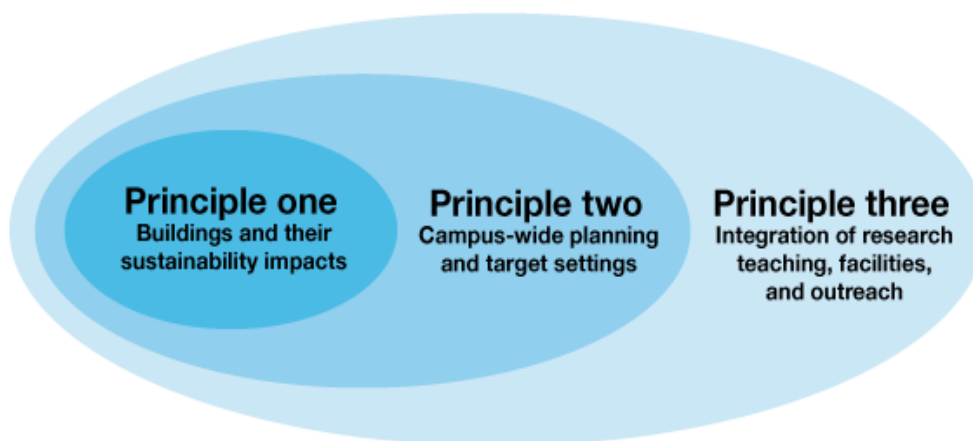 Principle one
Buildings and their
sustainability impacts
Principle two
Campus-wide planning
and target settings
Principle three
Integration of research
teaching, facilities,
and outreach